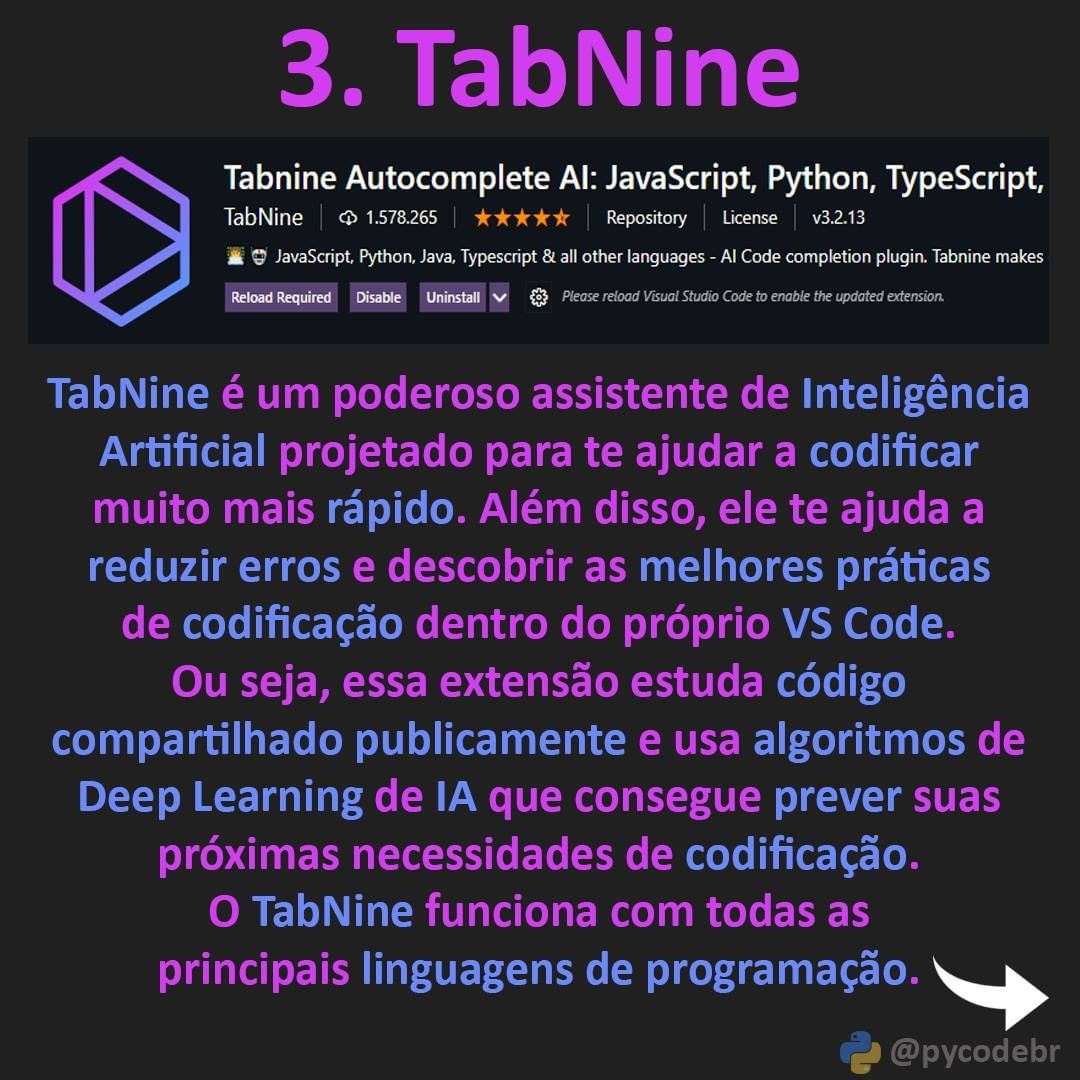 3. TabNine
Tabnine Autocomplete AI: JavaScript, Python, TypeScript,
TabNine 1.578.265 Repository License v3.2.13
JavaScript, Python, Java, Typescript & all other languages - AI Code completion plugin. Tabnine makes
Reload Required Disable Uninstall Please reload Visual Studio Code to enable the updated extension.
TabNine é um poderoso assistente de Inteligência
Artificial projetado para te ajudar a codificar
muito mais rápido. Além disso, ele te ajuda a
reduzir erros e descobrir as melhores práticas
de codificação dentro do próprio VS Code.
Ou seja, essa extensão estuda código
compartilhado publicamente e usa algoritmos de
Deep Learning de IA que consegue prever suas
próximas necessidades de codificação.
O TabNine funciona com todas as
principais linguagens de programação.
@pycodebr